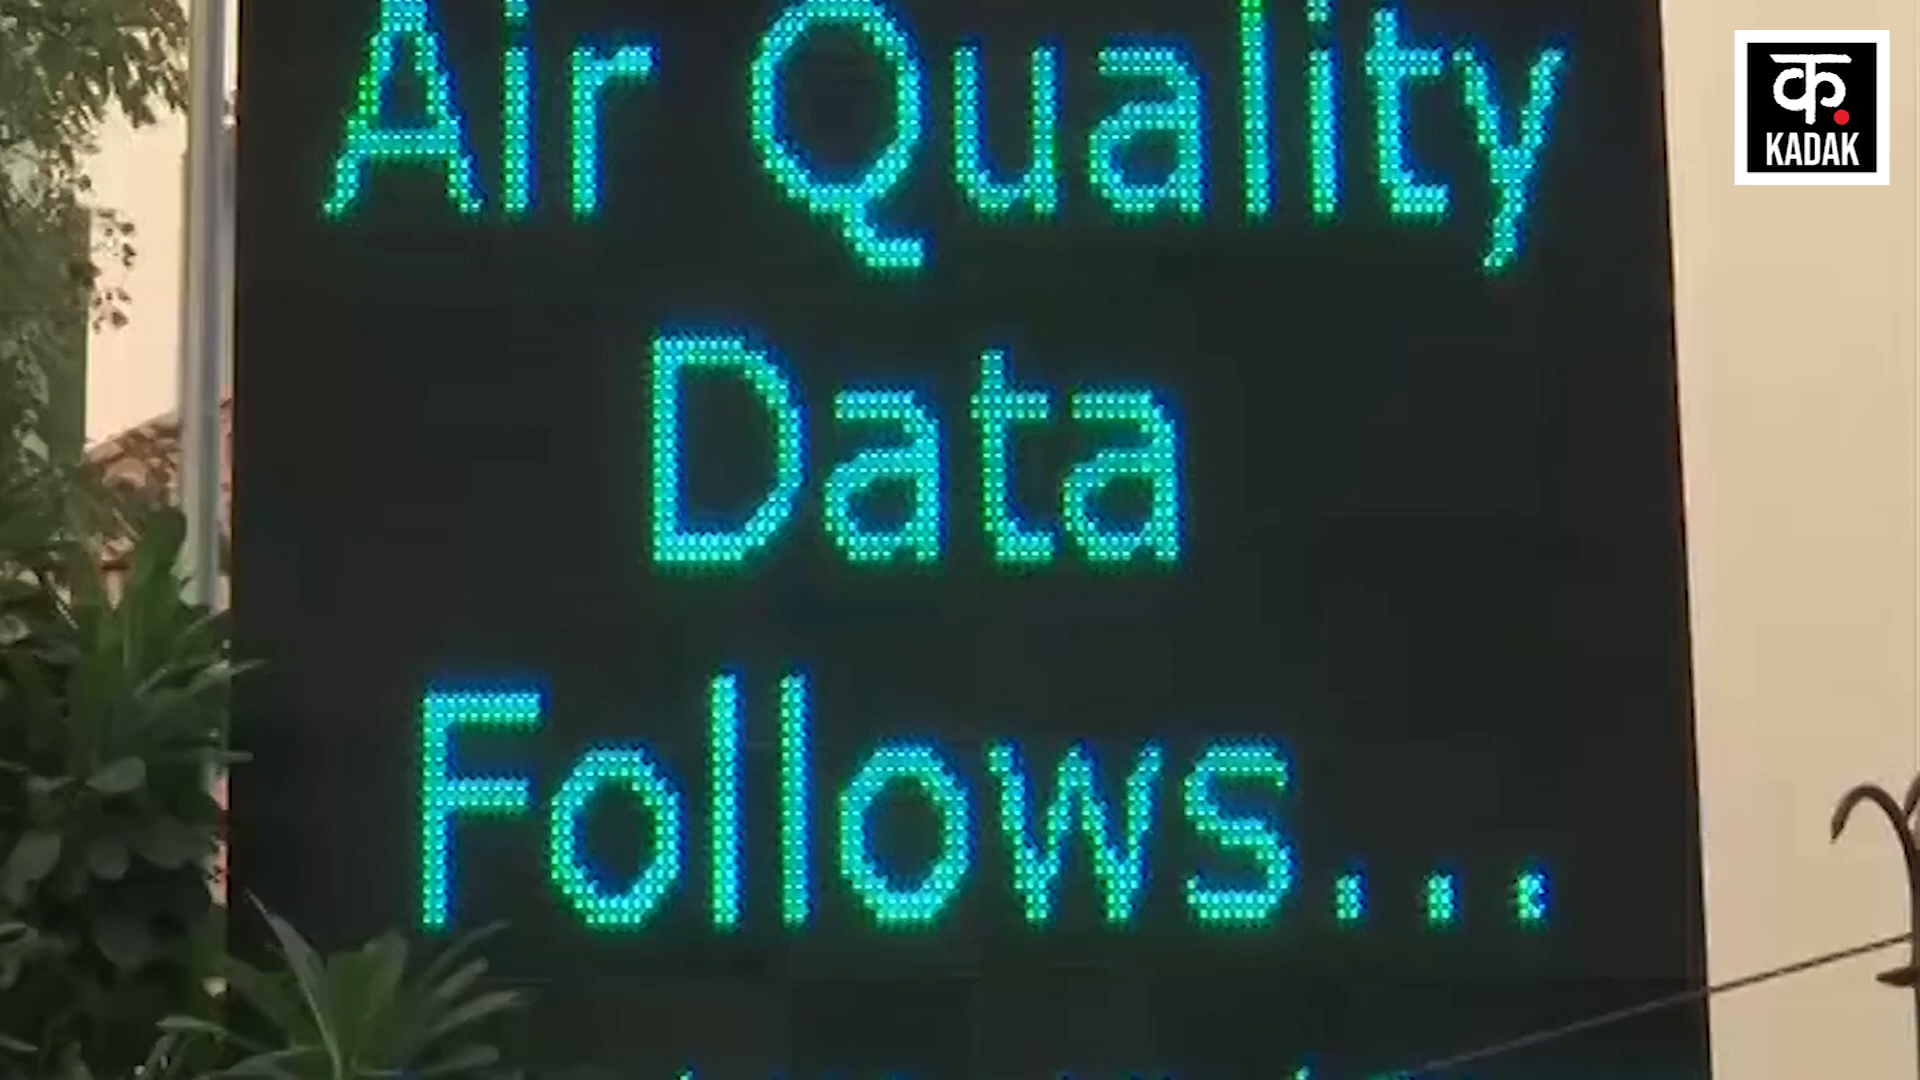 Air Quality
Data
Follows...
क.
KADAK